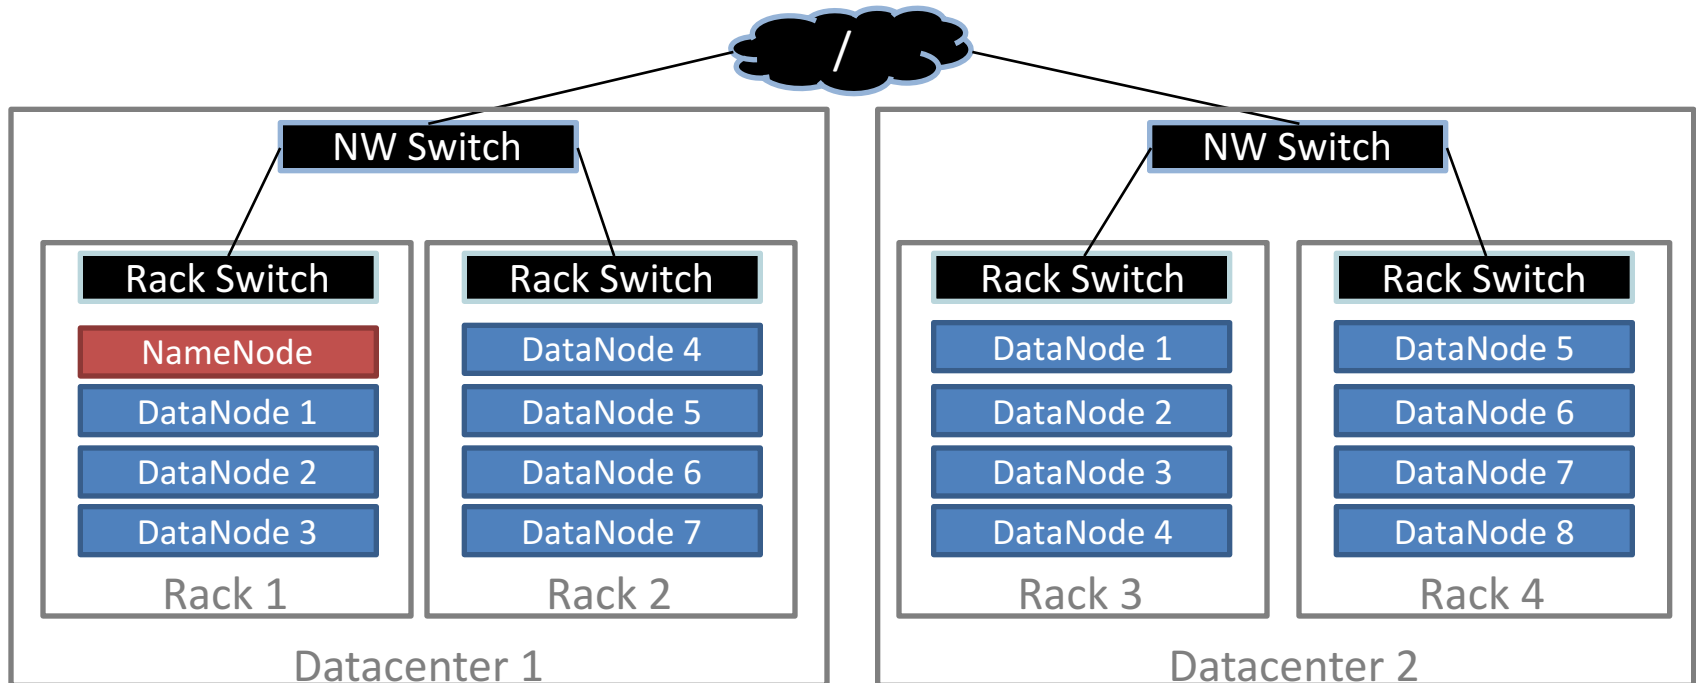 /
NW Switch
NW Switch
Rack Switch
Rack Switch
Rack Switch
Rack Switch
NameNode
DataNode 1
DataNode 2
DataNode 3
Rack 1
DataNode 4
DataNode 5
DataNode 6
DataNode 7
Rack 2
DataNode 1
DataNode 2
DataNode 3
DataNode 4
Rack 3
DataNode 5
DataNode 6
DataNode 7
DataNode 8
Rack 4
Datacenter 1
Datacenter 2